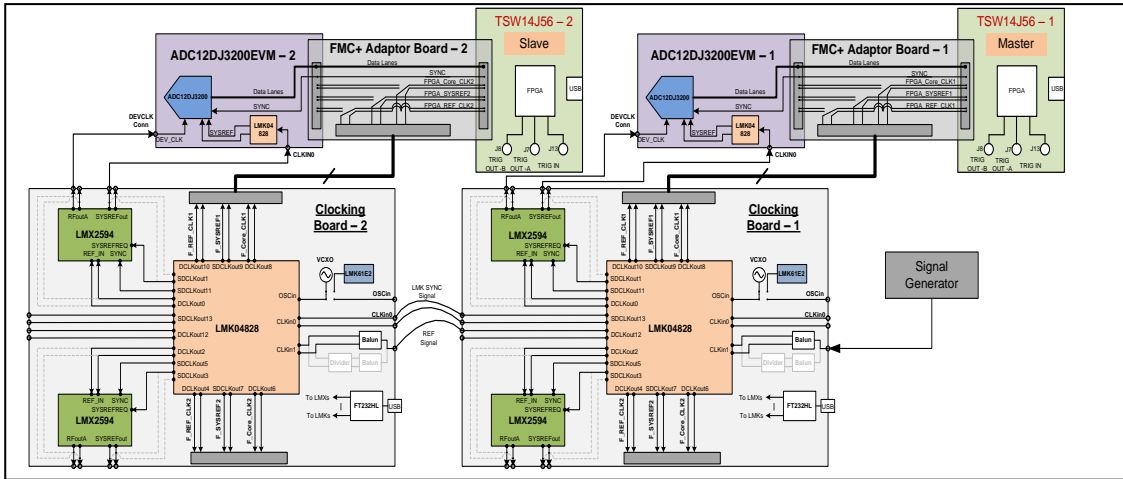 TSW14J56 – 2
Slave
FPGA
USB
J8
J7
J13
TRIG OUT -B
TRIG OUT -A
TRIG IN
FMC+ Adaptor Board – 2
Data Lanes
SYNC
FPGA_Core_CLK2
FPGA_SYSREF2
FPGA_REF_CLK2
ADC12DJ3200EVM – 2
ADC12DJ3200
Data Lanes
SYNC
SYSREF
LMK04
828
DEVCLK
Conn
DEV_CLK
CLKIN0
TSW14J56 – 1
Master
FPGA
USB
J8
J7
J13
TRIG OUT -B
TRIG OUT -A
TRIG IN
FMC+ Adaptor Board – 1
Data Lanes
SYNC
FPGA_Core_CLK1
FPGA_SYSREF1
FPGA_REF_CLK1
ADC12DJ3200EVM – 1
ADC12DJ3200
Data Lanes
SYNC
SYSREF
LMK04
828
DEVCLK
Conn
DEV_CLK
CLKIN0
Clocking
Board – 2
RFoutA SYSREFout
LMX2594
SYSREFREQ
REF_IN SYNC
F_REF_CLK1
F_SYSREF1
F_Core_CLK1
DCLKout10 SDCLKout9 DCLKout8
SDCLKout1
SDCLKout11
DCLKout0
SDCLKout13
DCLKout12
DCLKout2
SDCLKout5
SDCLKout3
LMK04828
OSCin
CLKin0
CLKin1
DCLKout4 SDCLKout7 DCLKout6
F_REF_CLK2
F_SYSREF2
F_Core_CLK2
VCXO
LMK61E2
OSCin
CLKin0
Balun
Divider
Balun
To LMXs
To LMKs
FT232HL
USB
REF_IN SYNC
SYSREFREQ
LMX2594
RFoutA SYSREFout
LMK SYNC
Signal
REF
Signal
Clocking
Board – 1
RFoutA SYSREFout
LMX2594
SYSREFREQ
REF_IN SYNC
F_REF_CLK1
F_SYSREF1
F_Core_CLK1
DCLKout10 SDCLKout9 DCLKout8
SDCLKout1
SDCLKout11
DCLKout0
SDCLKout13
DCLKout12
DCLKout2
SDCLKout5
SDCLKout3
LMK04828
OSCin
CLKin0
CLKin1
DCLKout4 SDCLKout7 DCLKout6
F_REF_CLK2
F_SYSREF2
F_Core_CLK2
VCXO
LMK61E2
OSCin
CLKin0
Balun
Divider
Balun
To LMXs
To LMKs
FT232HL
USB
REF_IN SYNC
SYSREFREQ
LMX2594
RFoutA SYSREFout
Signal
Generator